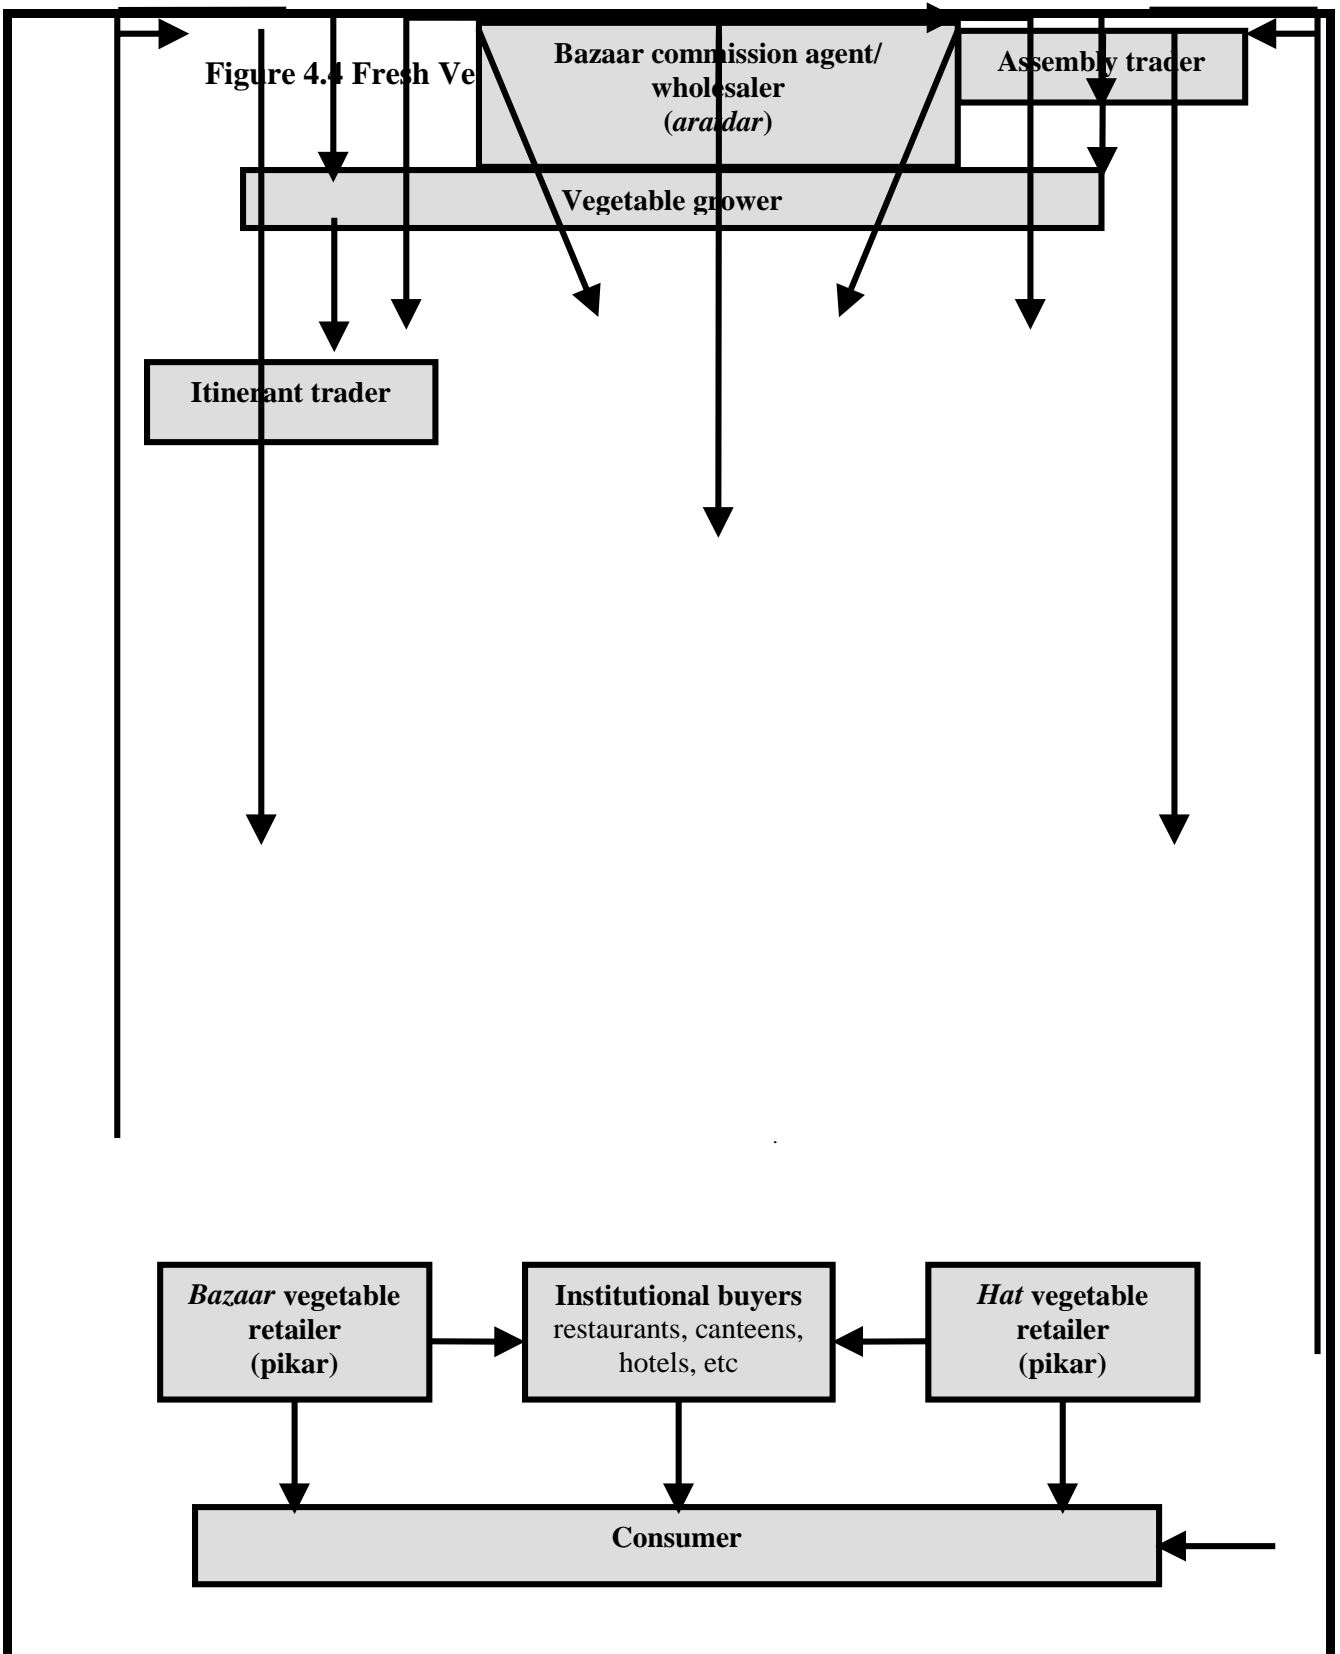 Bazaar commission agent/
wholesaler
(aratdar)
Assembly trader
Figure 4.4 Fresh Ve
Vegetable grower
Itinerant trader
Bazaar vegetable
retailer
(pikar)
Institutional buyers
restaurants, canteens,
hotels, etc
Hat vegetable
retailer
(pikar)
Consumer